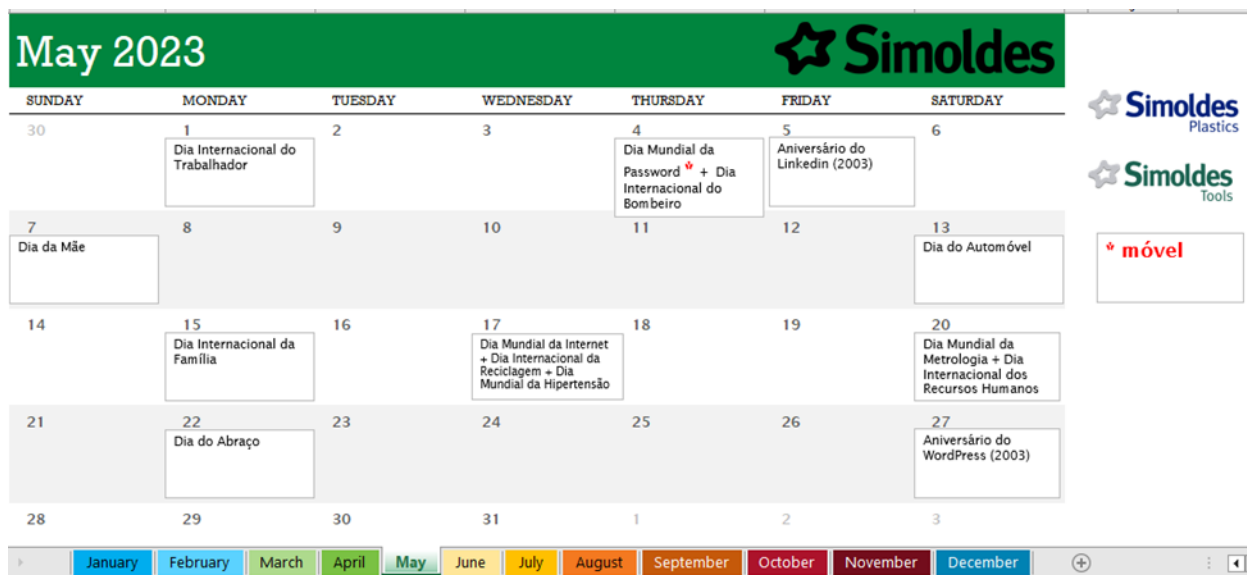 May 2023
Simoldes
SUNDAY MONDAY TUESDAY WEDNESDAY THURSDAY FRIDAY SATURDAY
Simoldes
Plastics
30 1 2 3 4 5 6
Dia Internacional do
Trabalhador
Dia Mundial da
Password * + Dia
Internacional do
Bombeiro
Aniversário do
Linkedin (2003)
Simoldes
Tools
7 8 9 10 11 12 13
Dia da Mãe
Dia do Automóvel
* móvel
14 15 16 17 18 19 20
Dia Internacional da
Família
Dia Mundial da Internet
+ Dia Internacional da
Reciclagem + Dia
Mundial da Hipertensão
Dia Mundial da
Metrologia + Dia
Internacional dos
Recursos Humanos
21 22 23 24 25 26 27
Dia do Abraço
Aniversário do
WordPress (2003)
28 29 30 31 1 2 3
January February March April May June July August September October November December